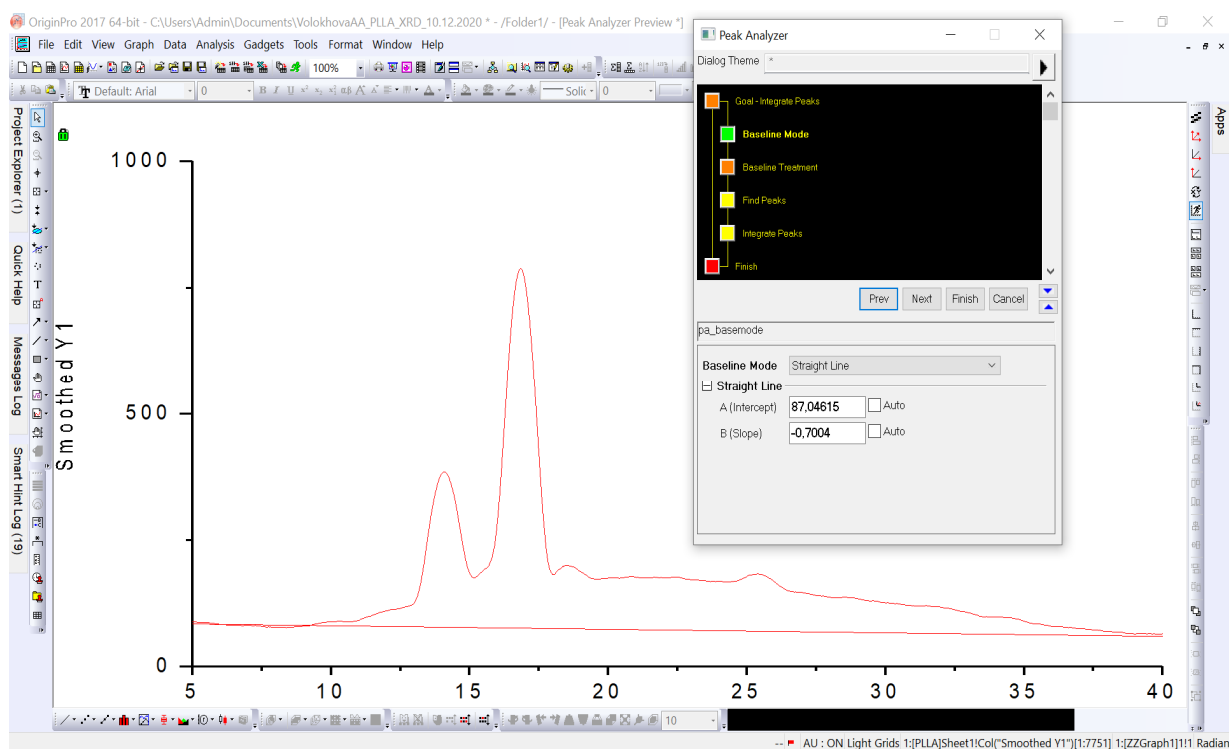 OriginPro 2017 64-bit - C:\Users\Admin\Documents\VolokhovaAA_PLLA_XRD_10.12.2020 * - /Folder1/ - [Peak Analyzer Preview *]
File Edit View Graph Data Analysis Gadgets Tools Format Window Help
100%
Default: Arial 0 B I U
Solic 0
Project Explorer (1)
Quick Help
Messages Log
Smart Hint Log (19)
Apps
Peak Analyzer
Dialog Theme *
Goal - Integrate Peaks
Baseline Mode
Baseline Treatment
Find Peaks
Integrate Peaks
Finish
Prev Next Finish Cancel
pa_basemode
Baseline Mode Straight Line
Straight Line
A (Intercept) 87,04615 Auto
B (Slope) -0,7004 Auto
Smoothed Y1
1000
500
0
5 10 15 20 25 30 35 40
10
-- AU : ON Light Grids 1:[PLLA]Sheet1!Col("Smoothed Y1")[1:7751] 1:[ZZGraph1]1!1 Radian